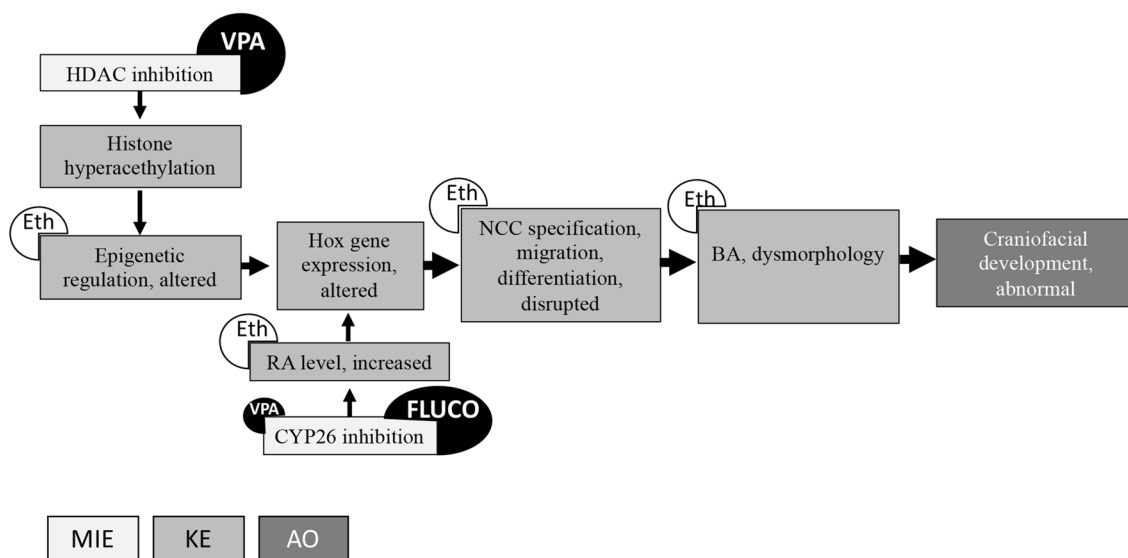 VPA
HDAC inhibition
Histone
hyperacethylation
Eth
Epigenetic
regulation, altered
Hox gene
expression,
altered
Eth
NCC specification,
migration,
differentiation,
disrupted
Eth
BA, dysmorphology
Craniofacial
development,
abnormal
Eth
RA level, increased
VPA
FLUCO
CYP26 inhibition
MIE
KE
AO